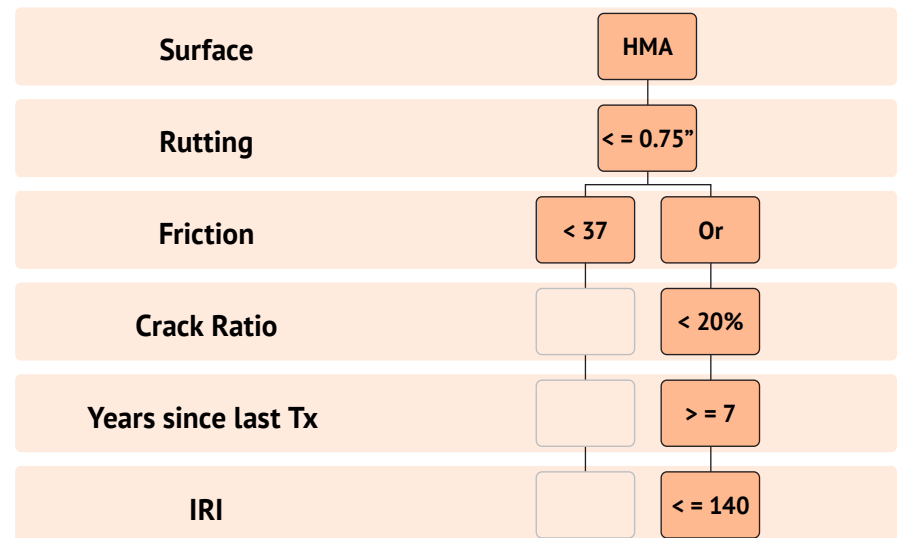 Surface HMA
Rutting < = 0.75”
Friction < 37 Or
Crack Ratio < 20%
Years since last Tx > = 7
IRI < = 140